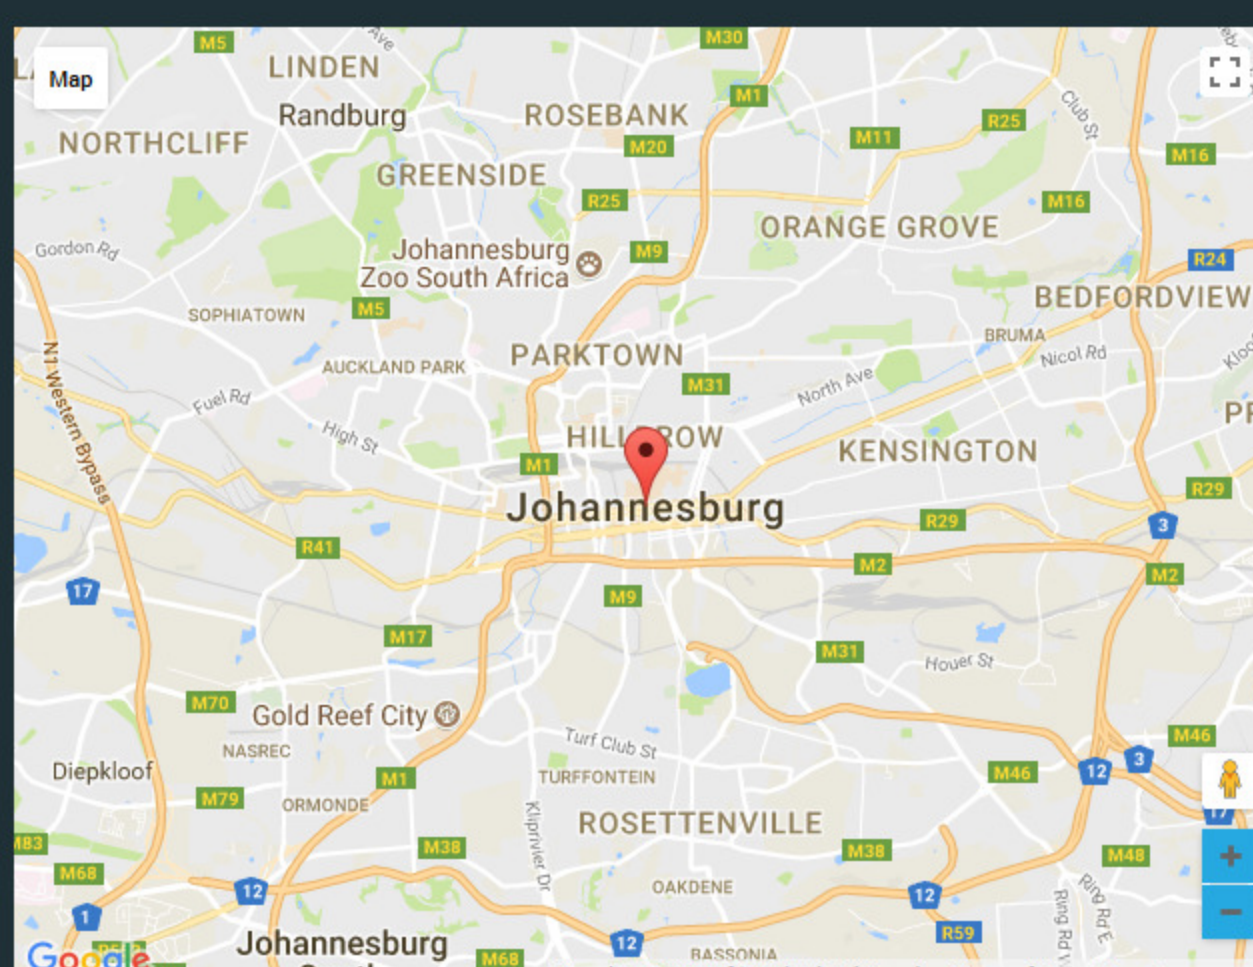 M5
M30
LINDEN
Map
M1
Randburg
ROSEBANK
R25
Club St
NORTHCLIFF
M20
M11
M16
GREENSIDE
R25
M16
ORANGE GROVE
Gordon Rd
Johannesburg
Zoo South Africa
M9
R24
M5
SOPHIATOWN
BEDFORDVIEW
BRUMA
Nicol Rd
PARKTOWN
AUCKLAND PARK
M31
North Ave
N1 Western Bypass
Fuel Rd
High St
HILLBROW
KENSINGTON
M1
R29
Johannesburg
R29
3
R41
M2
M2
17
M9
M17
M31
Houer St
M70
Gold Reef City
NASREC
Turf Club St
M46
Diepkloof
M1
TURFFONTEIN
M46
12
3
M79
ORMONDE
17
Klipriver Dr
ROSETTENVILLE
M38
M38
M48
M68
12
OAKDENE
12
Ring Rd E
1
Johannesburg
12
R59
M68
BASSONIA
Google